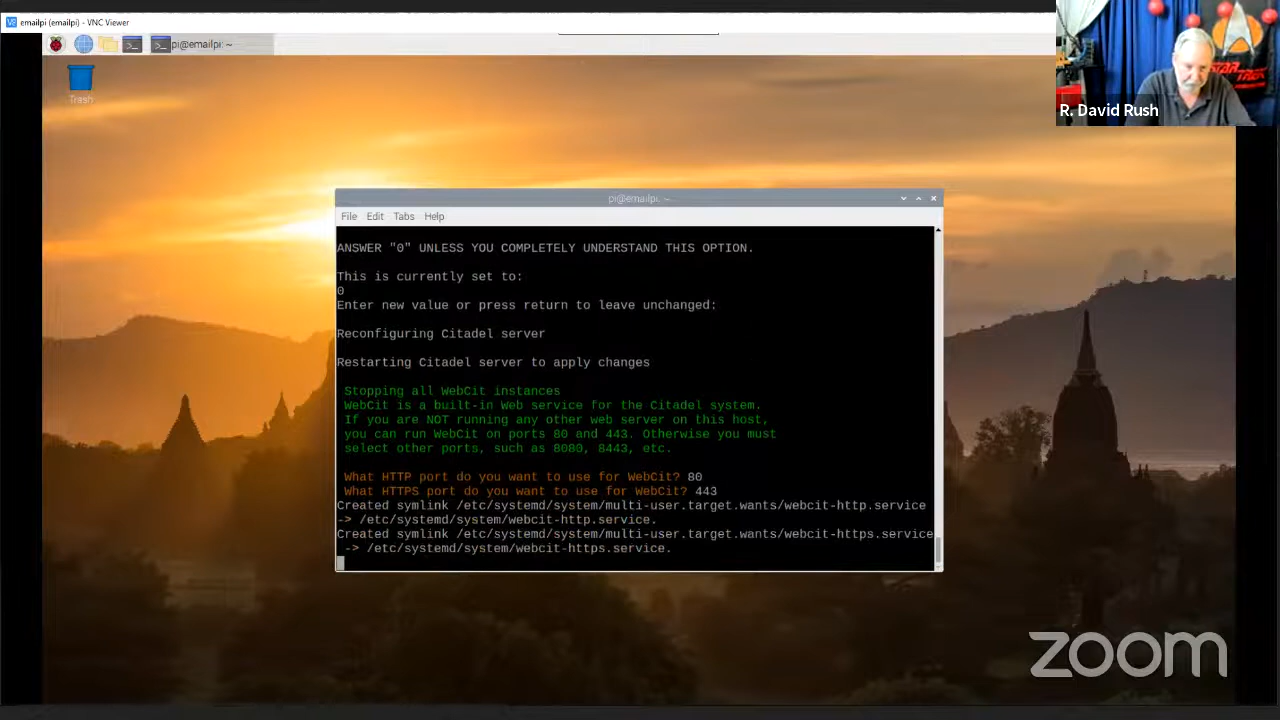 emailpi (emailpi) - VNC Viewer
pi@emailpi: ~
Trash
STAR TREK
R. David Rush
pi@emailpi: ~
File Edit Tabs Help
ANSWER "0" UNLESS YOU COMPLETELY UNDERSTAND THIS OPTION.
This is currently set to:
0
Enter new value or press return to leave unchanged:
Reconfiguring Citadel server
Restarting Citadel server to apply changes
Stopping all WebCit instances
WebCit is a built-in Web service for the Citadel system.
If you are NOT running any other web server on this host,
you can run WebCit on ports 80 and 443. Otherwise you must
select other ports, such as 8080, 8443, etc.
What HTTP port do you want to use for WebCit? 80
What HTTPS port do you want to use for WebCit? 443
Created symlink /etc/systemd/system/multi-user.target.wants/webcit-http.service
-> /etc/systemd/system/webcit-http.service.
Created symlink /etc/systemd/system/multi-user.target.wants/webcit-https.service
-> /etc/systemd/system/webcit-https.service.
zoom